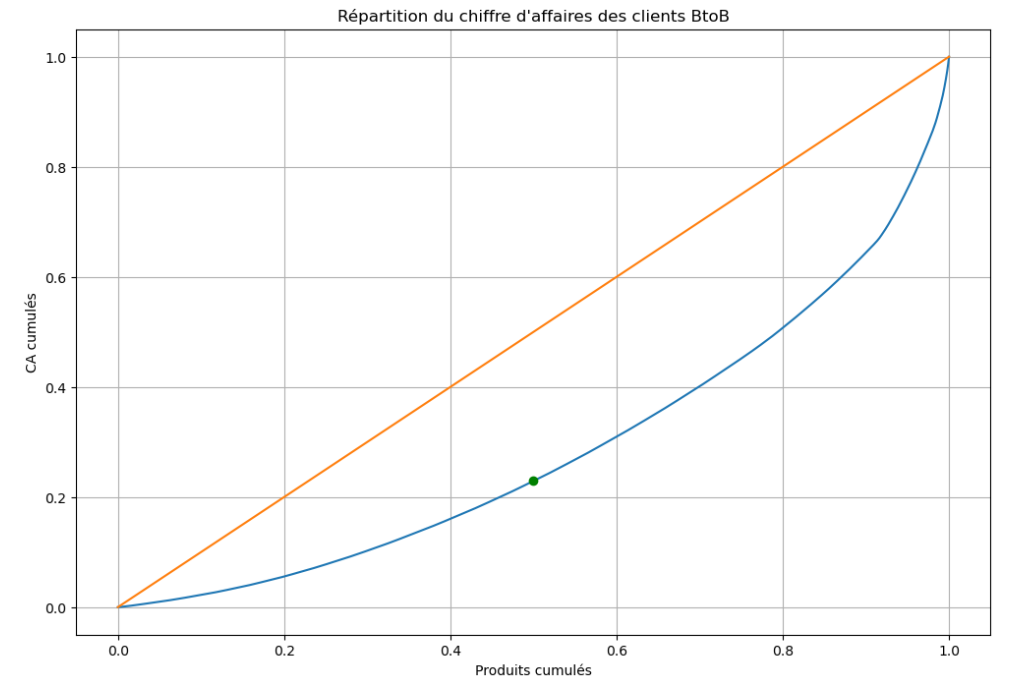 Répartition du chiffre d'affaires des clients BtoB
1.0
0.8
0.6
0.4
0.2
0.0
CA cumulés
0.0 0.2 0.4 0.6 0.8 1.0
Produits cumulés